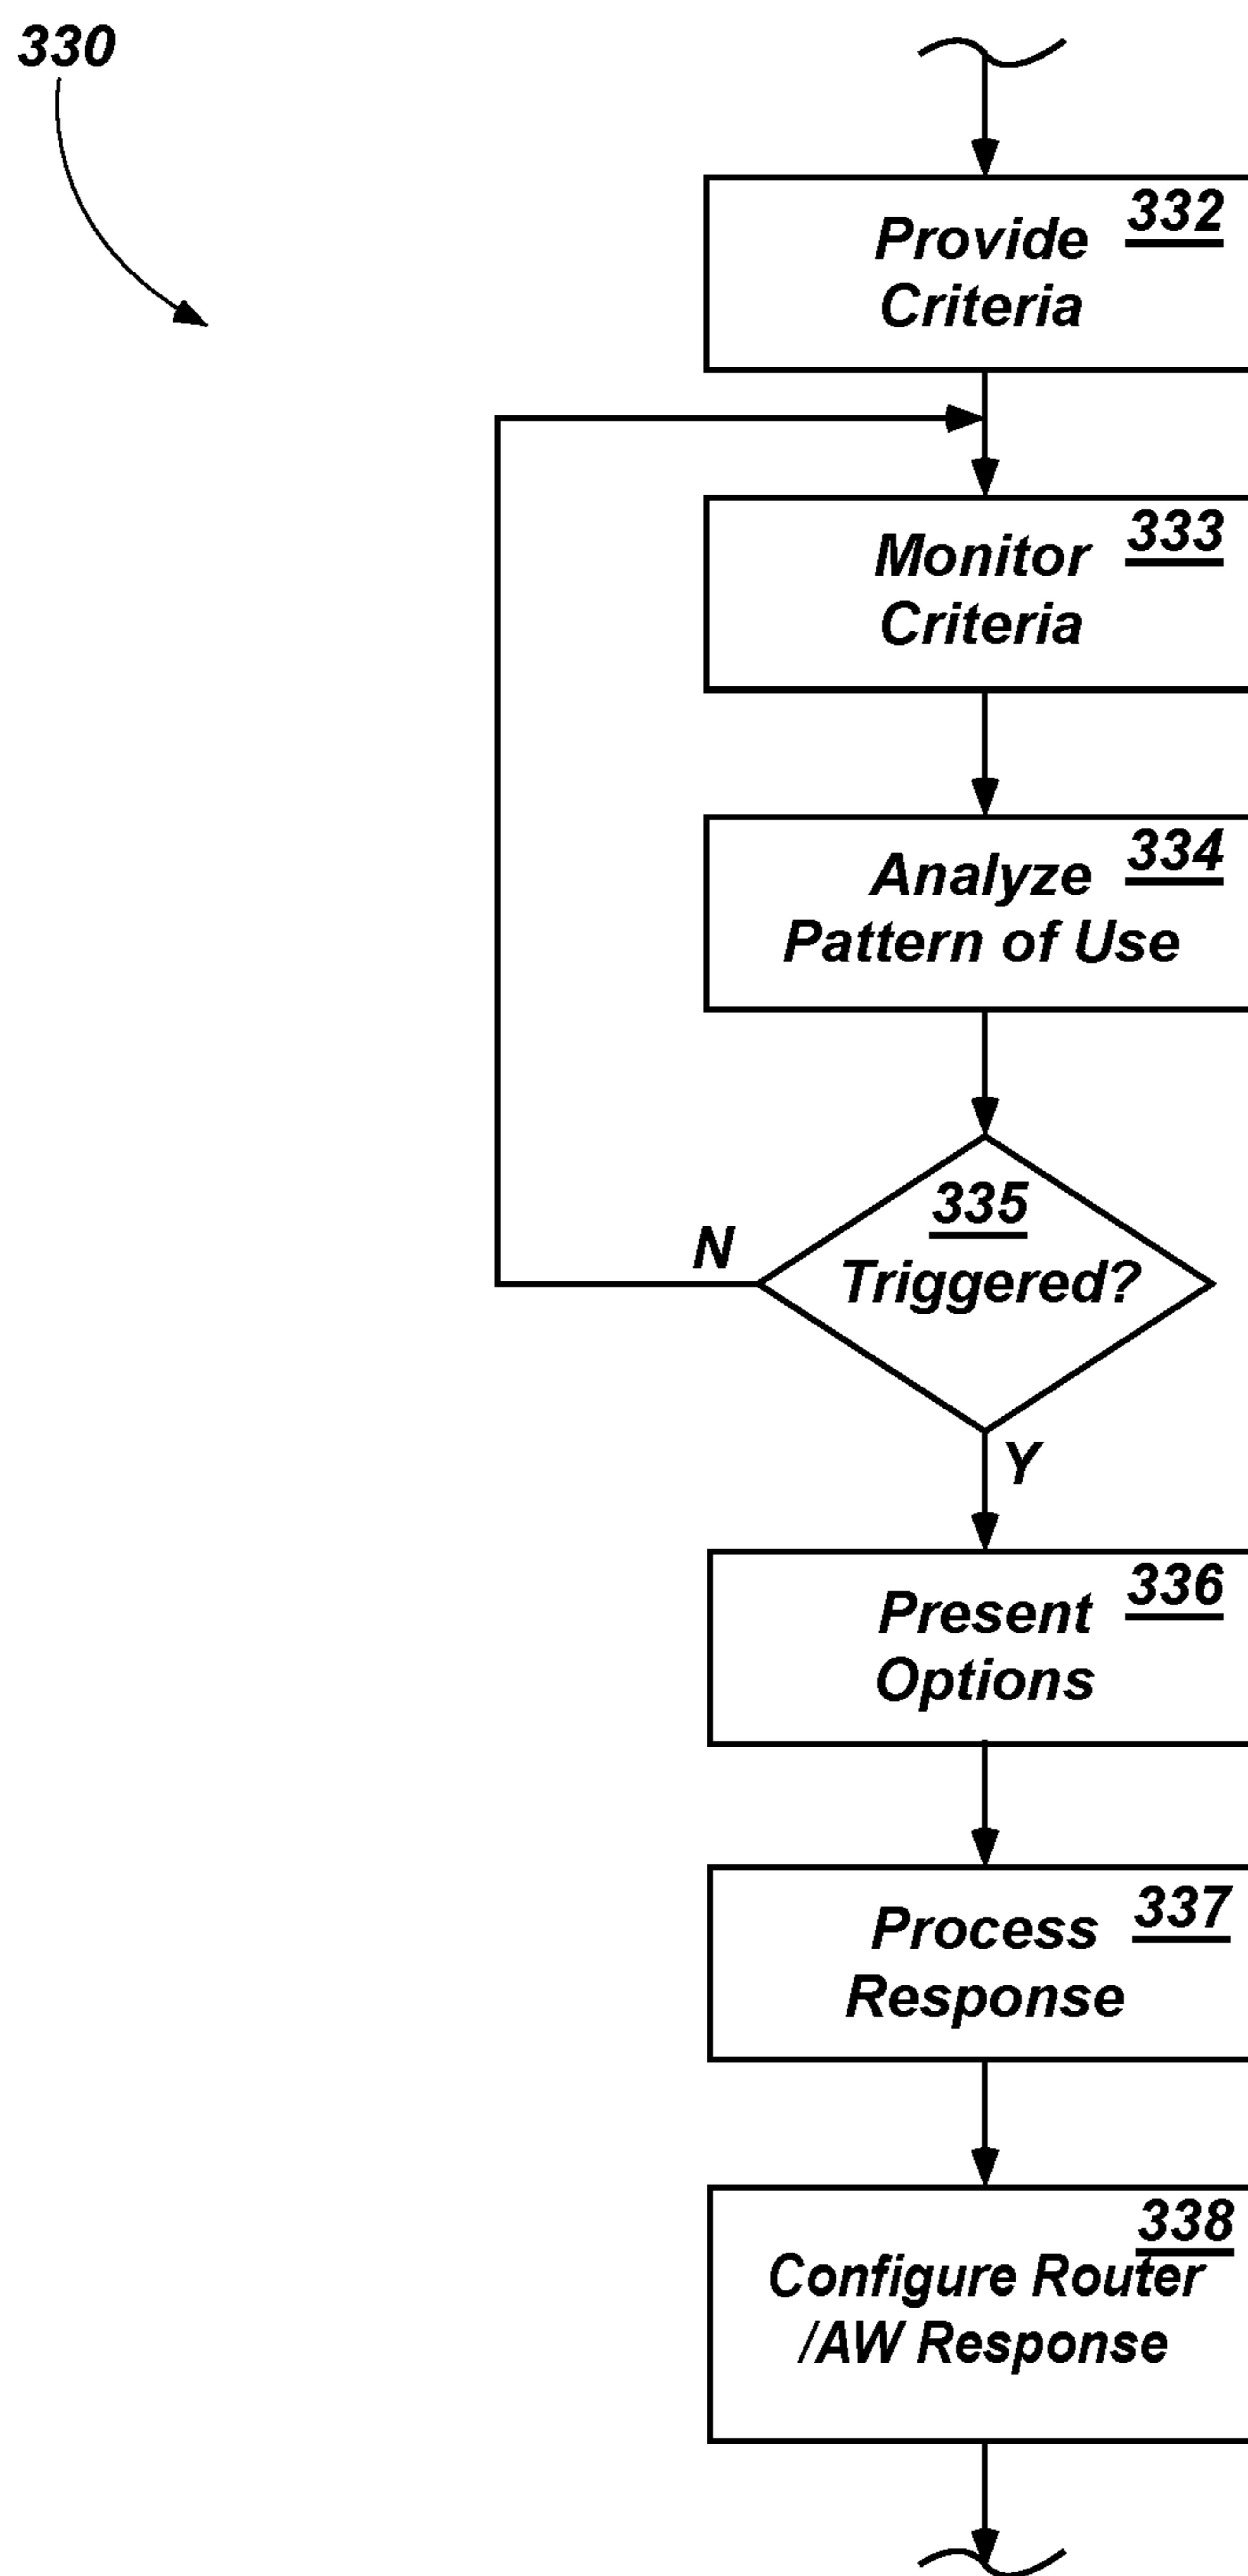 330
332
Provide
Criteria
333
Monitor
Criteria
334
Analyze
Pattern of Use
335
Triggered?
N
Y
336
Present
Options
337
Process
Response
338
Configure Router
/AW Response